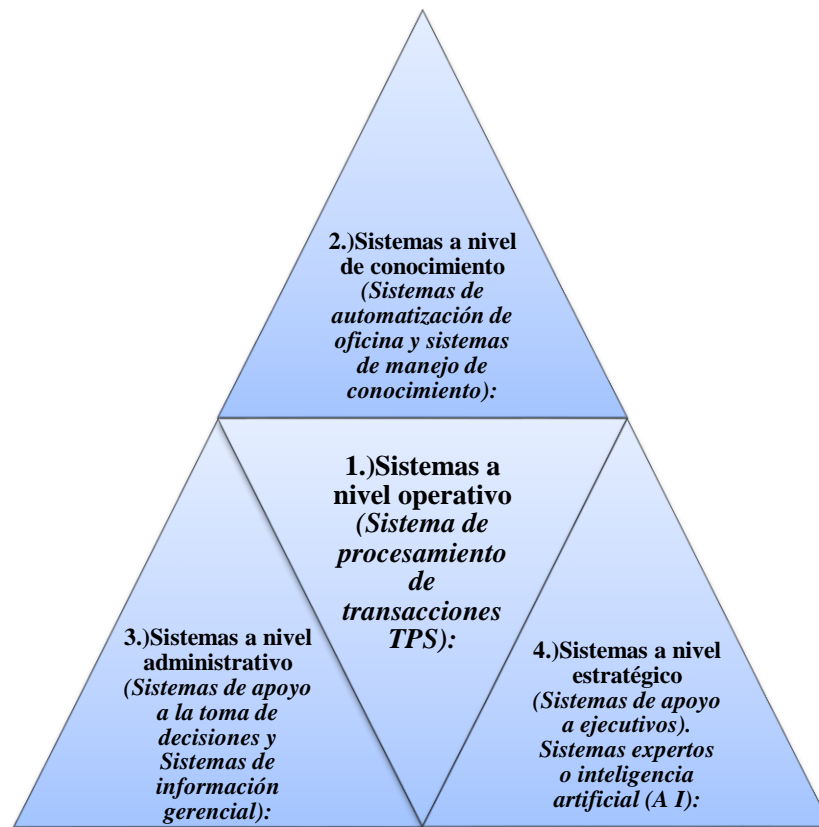 2.)Sistemas a nivel
de conocimiento
(Sistemas de
automatización de
oficina y sistemas
de manejo de
conocimiento):
1.)Sistemas a
nivel operativo
(Sistema de
procesamiento
de
transacciones
TPS):
3.)Sistemas a nivel
administrativo
(Sistemas de apoyo
a la toma de
decisiones y
Sistemas de
información
gerencial):
4.)Sistemas a nivel
estratégico
(Sistemas de apoyo
a ejecutivos).
Sistemas expertos
o inteligencia
artificial (A I):